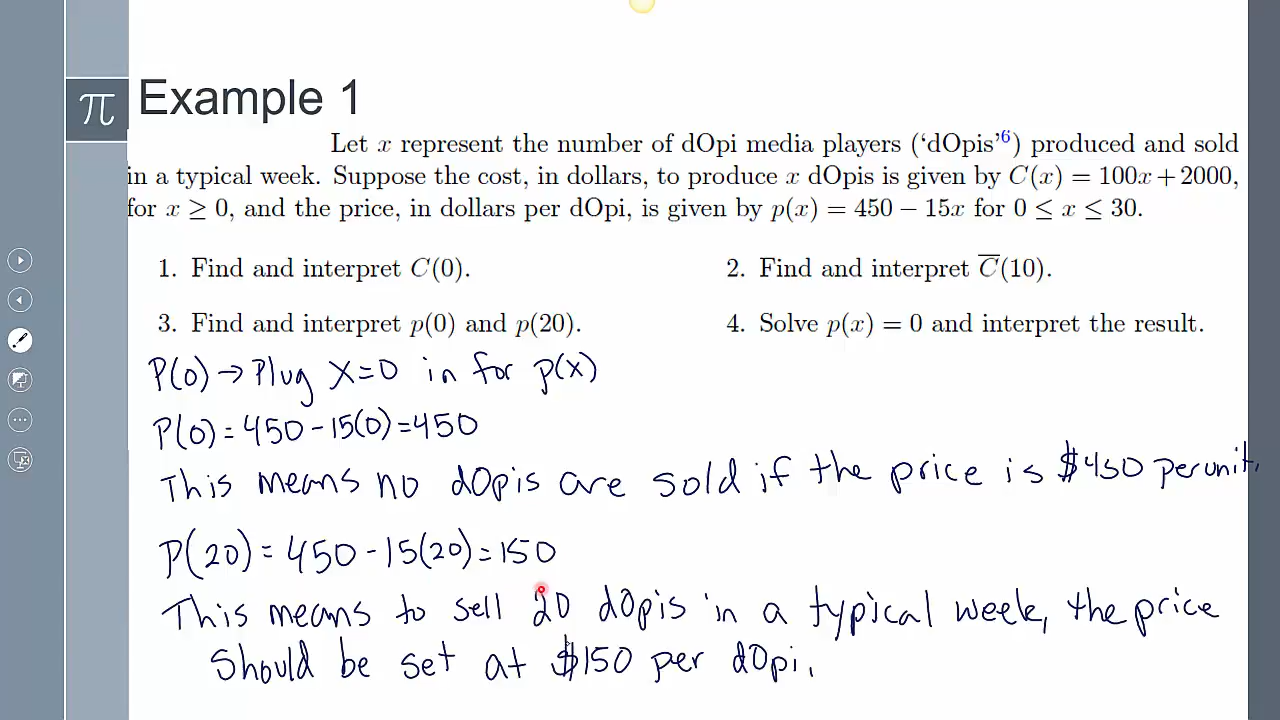 π
Example 1
Let x represent the number of dOpi media players (‘dOpis’⁶) produced and sold
in a typical week. Suppose the cost, in dollars, to produce x dOpis is given by C(x) = 100x + 2000,
for x ≥ 0, and the price, in dollars per dOpi, is given by p(x) = 450 − 15x for 0 ≤ x ≤ 30.
1. Find and interpret C(0).
2. Find and interpret C̅(10).
3. Find and interpret p(0) and p(20).
4. Solve p(x) = 0 and interpret the result.
P(0) → Plug X=0 in for p(x)
P(0) = 450 - 15(0) = 450
This means no dOpis are sold if the price is $450 per unit.
P(20) = 450 - 15(20) = 150
This means to sell 20 dOpis in a typical week, the price
should be set at $150 per dOpi.